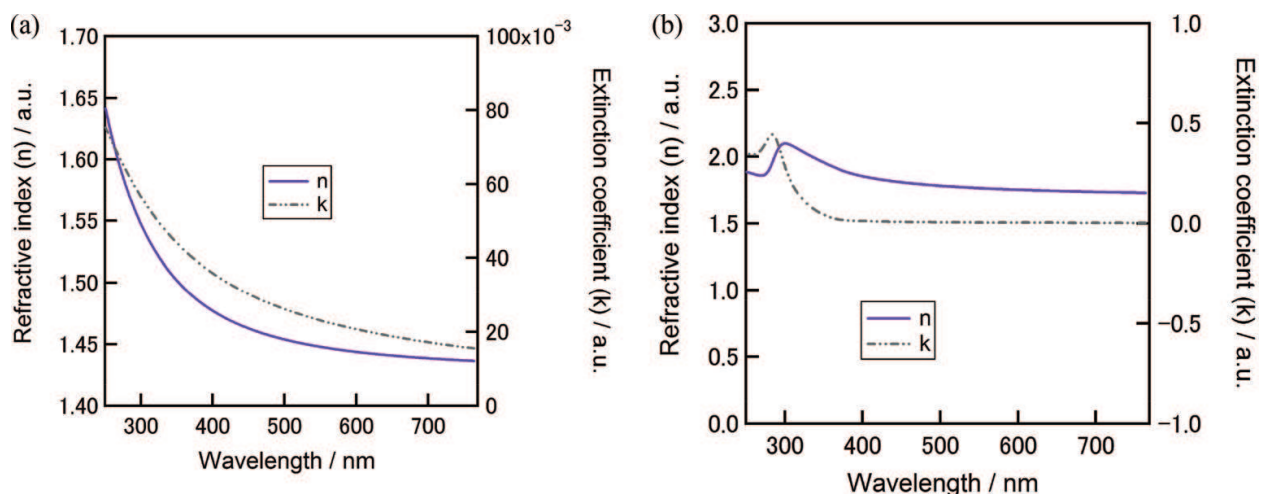 (a)
1.70
1.65
1.60
1.55
1.50
1.45
1.40
Refractive index (n) / a.u.
n
k
100x10⁻³
80
60
40
20
0
Extinction coefficient (k) / a.u.
300 400 500 600 700
Wavelength / nm
(b)
3.0
2.5
2.0
1.5
1.0
0.5
0.0
Refractive index (n) / a.u.
n
k
1.0
0.5
0.0
−0.5
−1.0
Extinction coefficient (k) / a.u.
300 400 500 600 700
Wavelength / nm